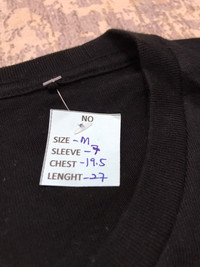 NO
SIZE -M
SLEEVE -7
CHEST -19.5
LENGHT -27